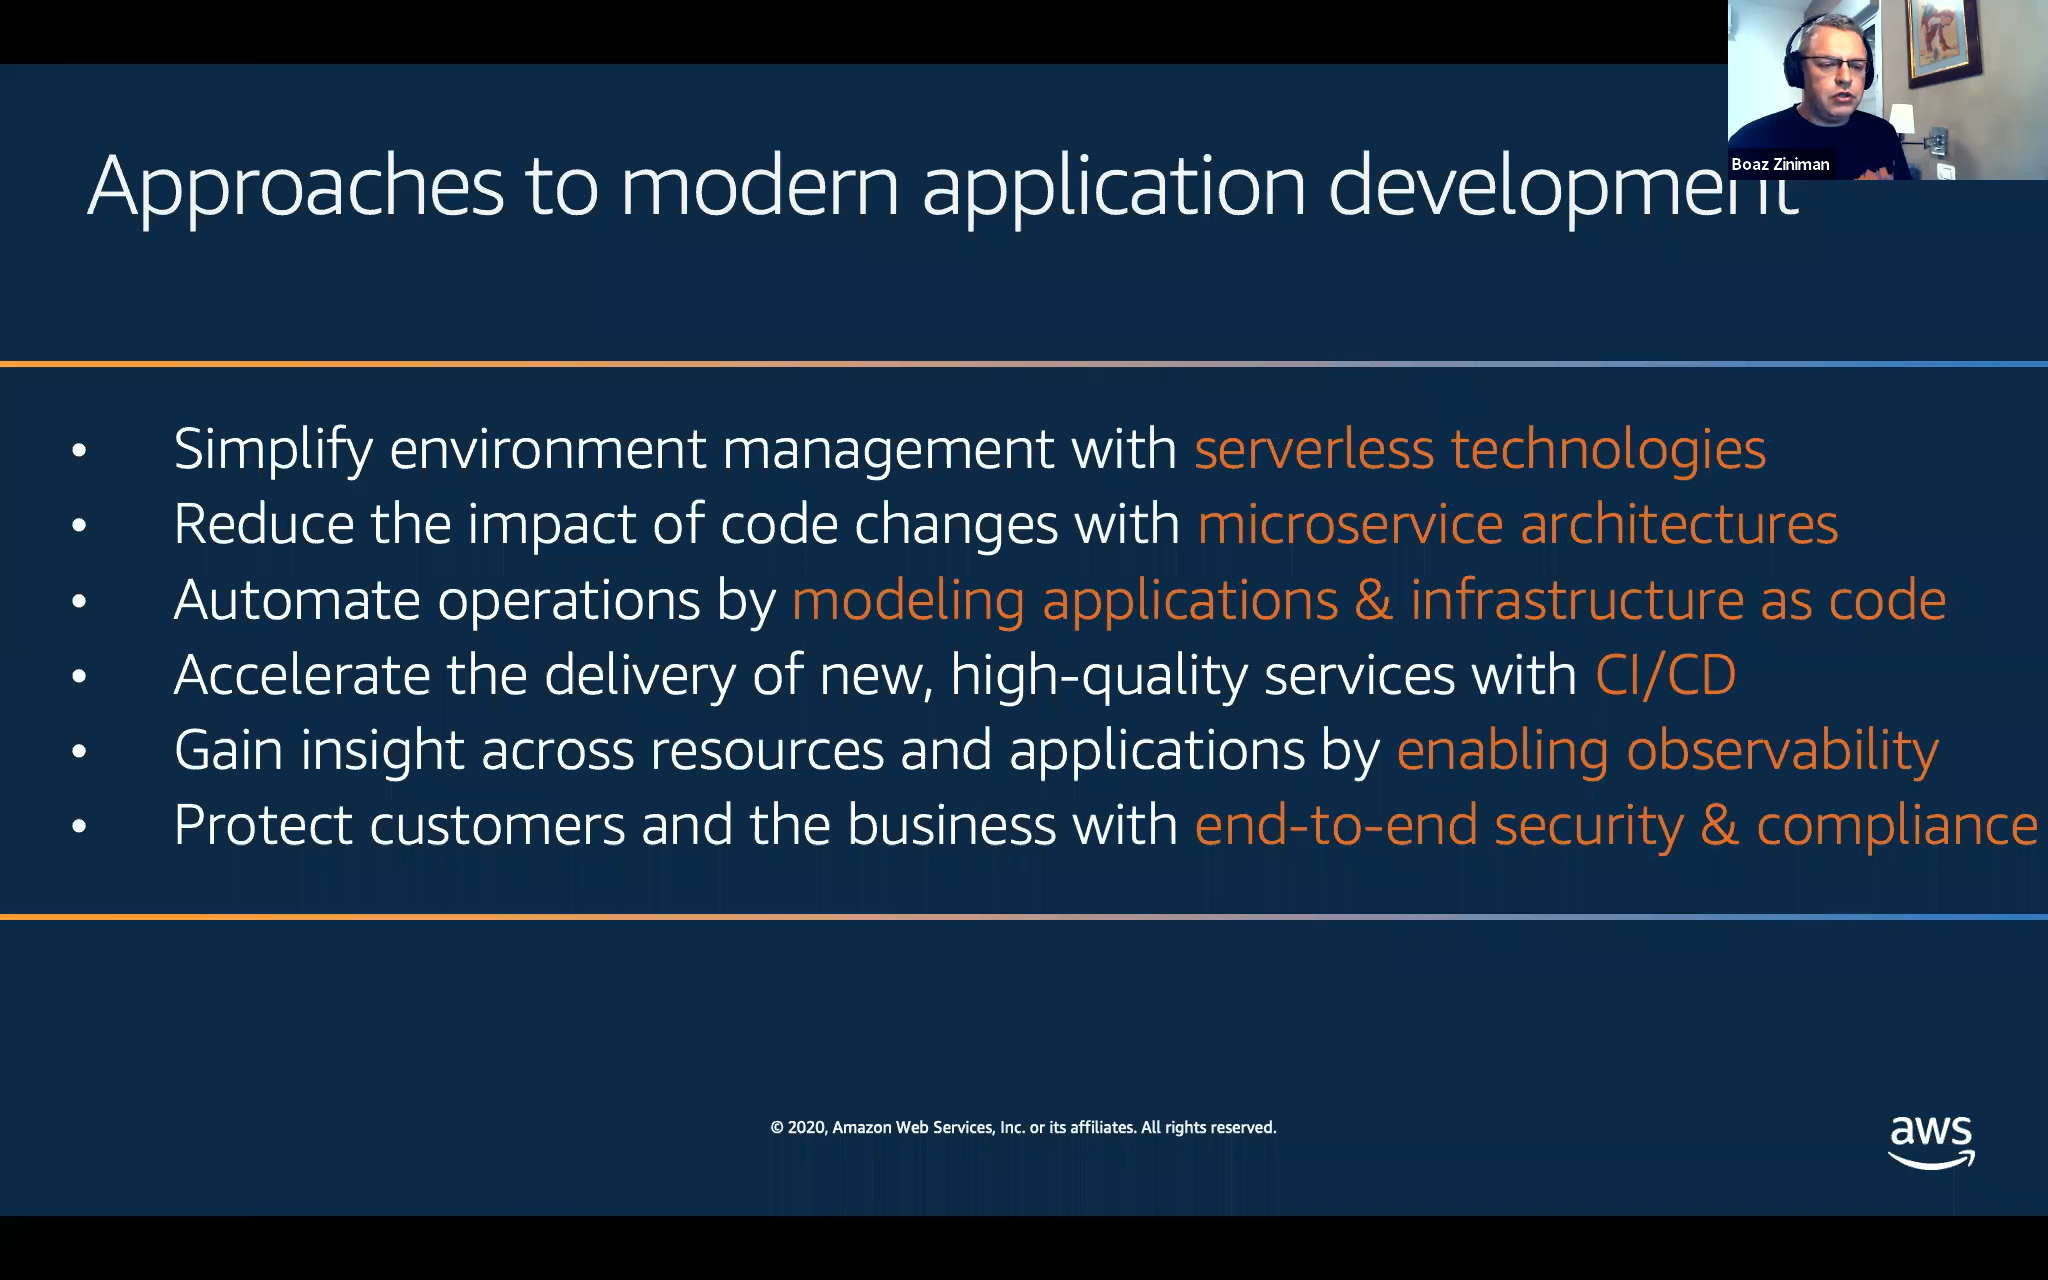 Boaz Ziniman
Approaches to modern application development
• Simplify environment management with serverless technologies
• Reduce the impact of code changes with microservice architectures
• Automate operations by modeling applications & infrastructure as code
• Accelerate the delivery of new, high-quality services with CI/CD
• Gain insight across resources and applications by enabling observability
• Protect customers and the business with end-to-end security & compliance
© 2020, Amazon Web Services, Inc. or its affiliates. All rights reserved.
aws